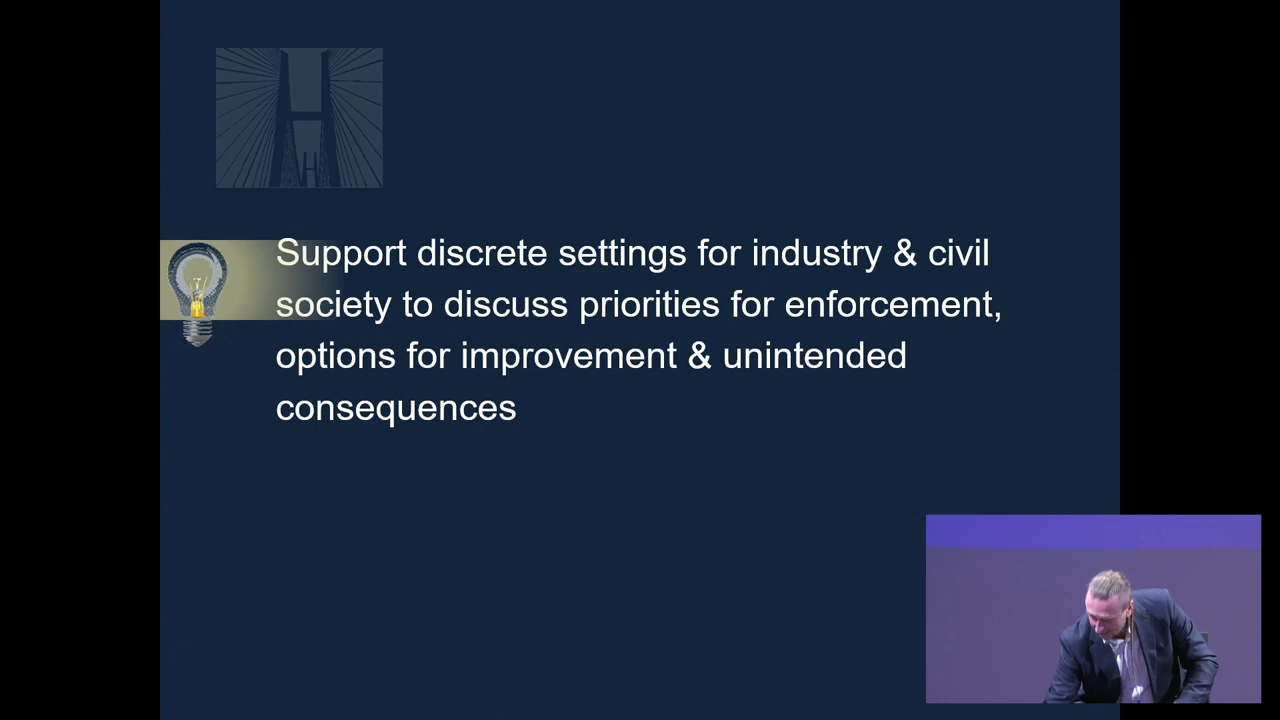 Support discrete settings for industry & civil
society to discuss priorities for enforcement,
options for improvement & unintended
consequences